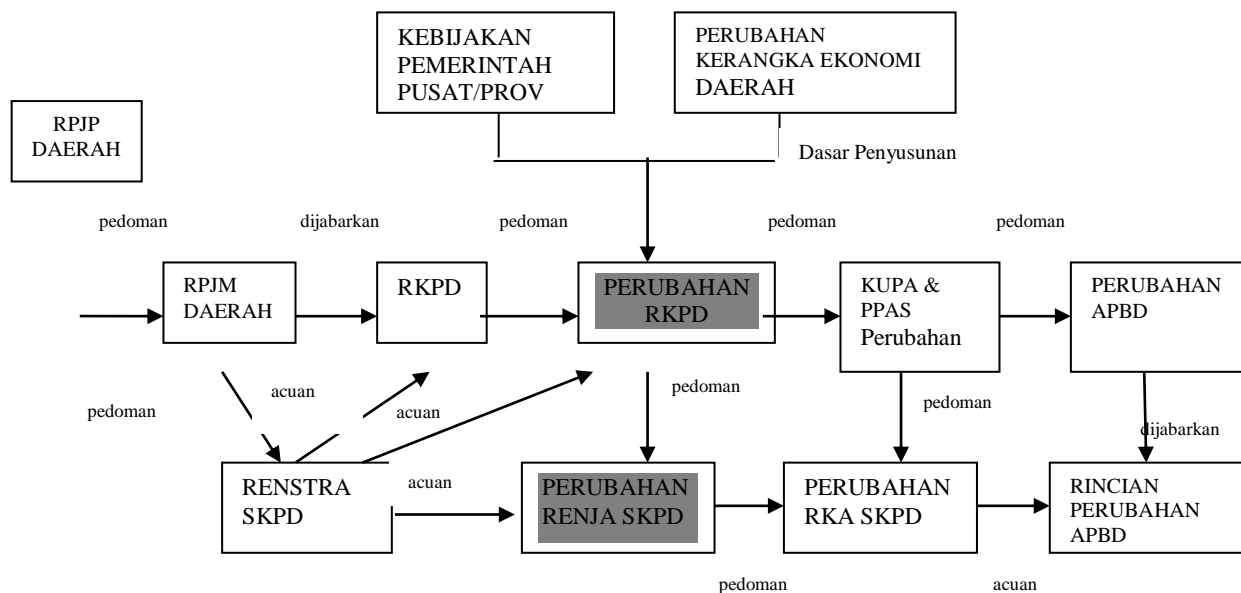 KEBIJAKAN
PEMERINTAH
PUSAT/PROV
PERUBAHAN
KERANGKA EKONOMI
DAERAH
RPJP
DAERAH
Dasar Penyusunan
pedoman
dijabarkan
pedoman
pedoman
pedoman
RPJM
DAERAH
RKPD
PERUBAHAN
RKPD
KUPA &
PPAS
Perubahan
PERUBAHAN
APBD
pedoman
acuan
acuan
pedoman
pedoman
dijabarkan
RENSTRA
SKPD
acuan
PERUBAHAN
RENJA SKPD
PERUBAHAN
RKA SKPD
RINCIAN
PERUBAHAN
APBD
pedoman
acuan